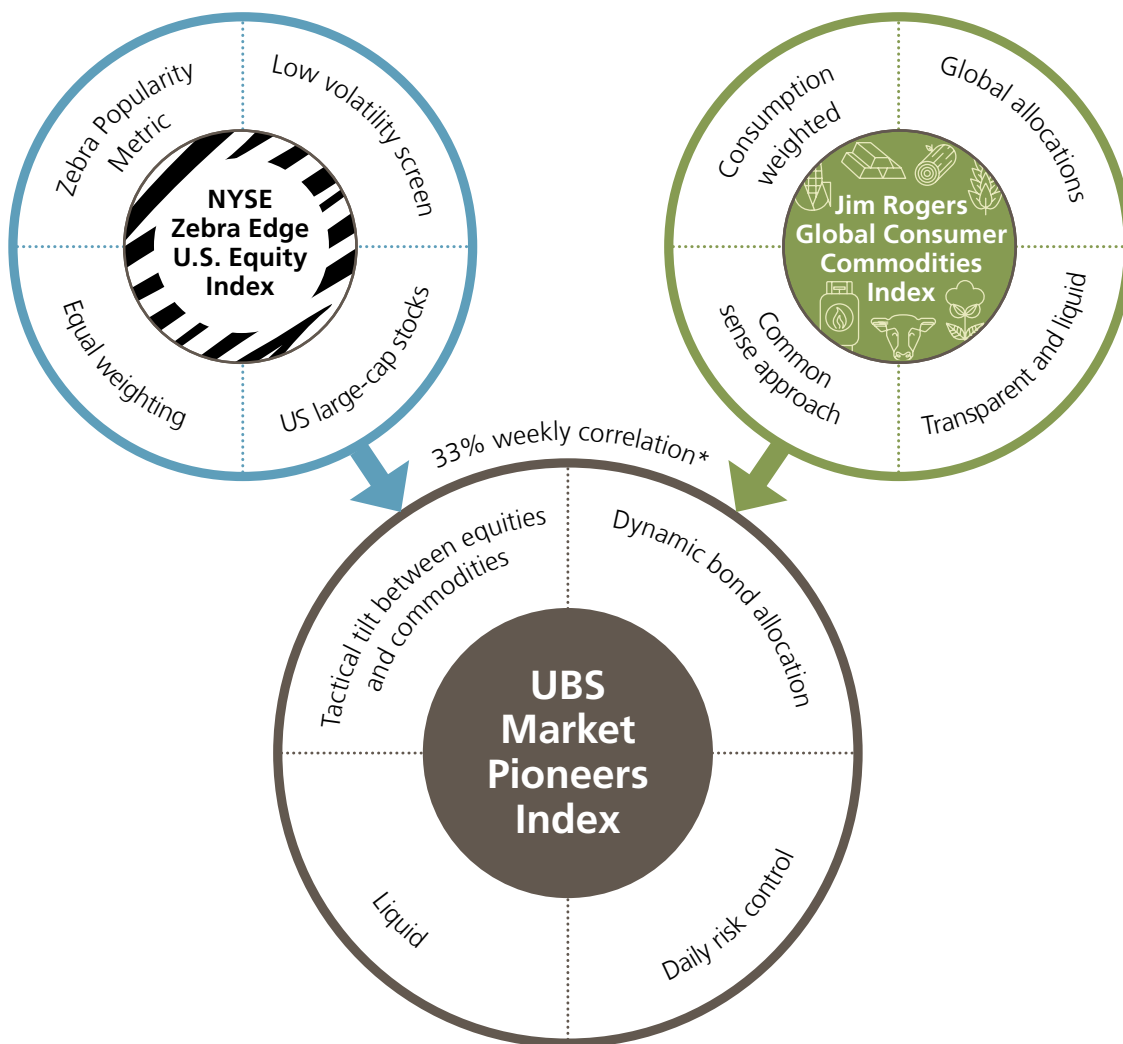 Zebra Popularity
Metric
Low volatility screen
NYSE
Zebra Edge
U.S. Equity
Index
Equal weighting
US large-cap stocks
Consumption
weighted
Global allocations
Jim Rogers
Global Consumer
Commodities
Index
Common
sense approach
Transparent and liquid
33% weekly correlation*
Tactical tilt between equities
and commodities
Dynamic bond allocation
UBS
Market
Pioneers
Index
Liquid
Daily risk control